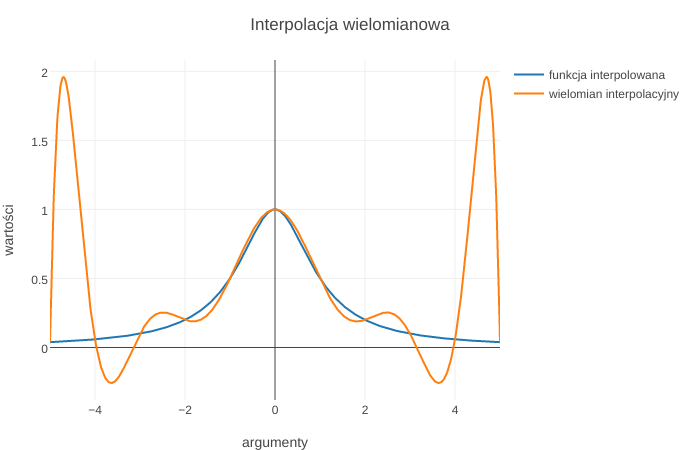 Interpolacja wielomianowa
funkcja interpolowana
wielomian interpolacyjny
wartości
2
1.5
1
0.5
0
−4
−2
0
2
4
argumenty